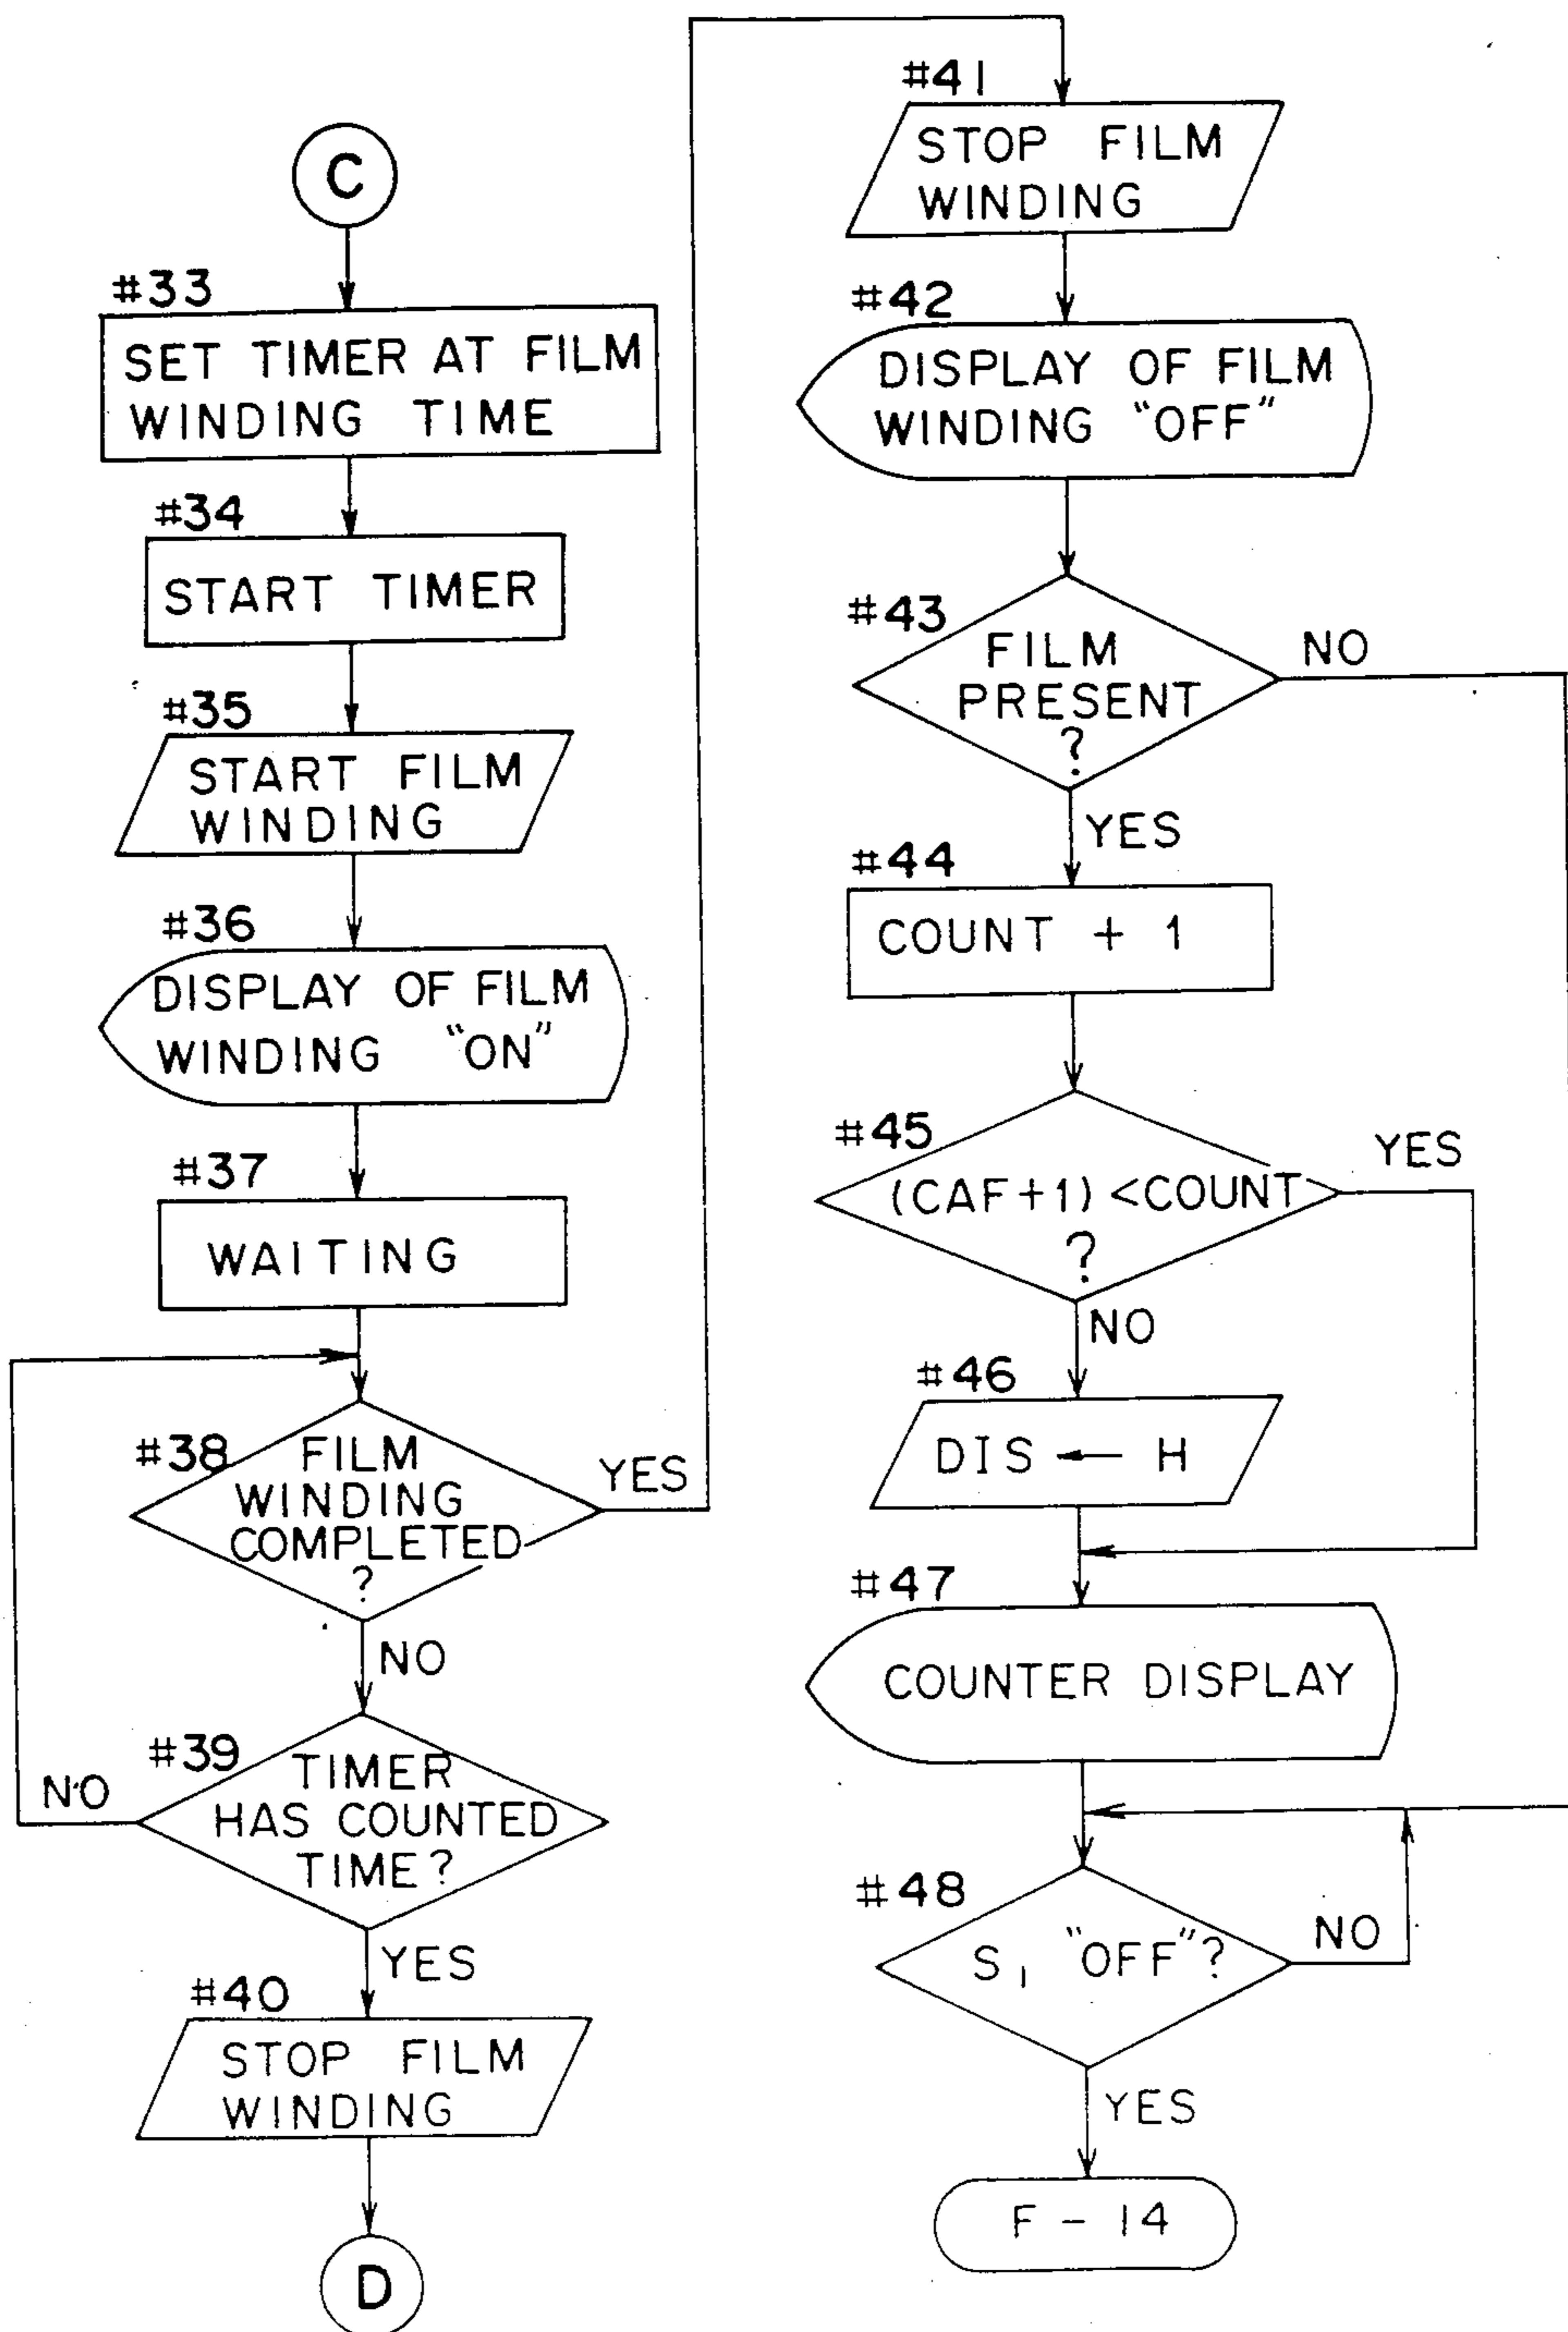 C
#33
SET TIMER AT FILM
WINDING TIME
#34
START TIMER
#35
START FILM
WINDING
#36
DISPLAY OF FILM
WINDING "ON"
#37
WAITING
#38
FILM
WINDING
COMPLETED
?
YES
NO
#39
TIMER
HAS COUNTED
TIME?
NO
YES
#40
STOP FILM
WINDING
D
#41
STOP FILM
WINDING
#42
DISPLAY OF FILM
WINDING "OFF"
#43
FILM
PRESENT
?
NO
YES
#44
COUNT + 1
#45
(CAF+1) <COUNT
?
YES
NO
#46
DIS ← H
#47
COUNTER DISPLAY
#48
S₁ "OFF"?
NO
YES
F - 14